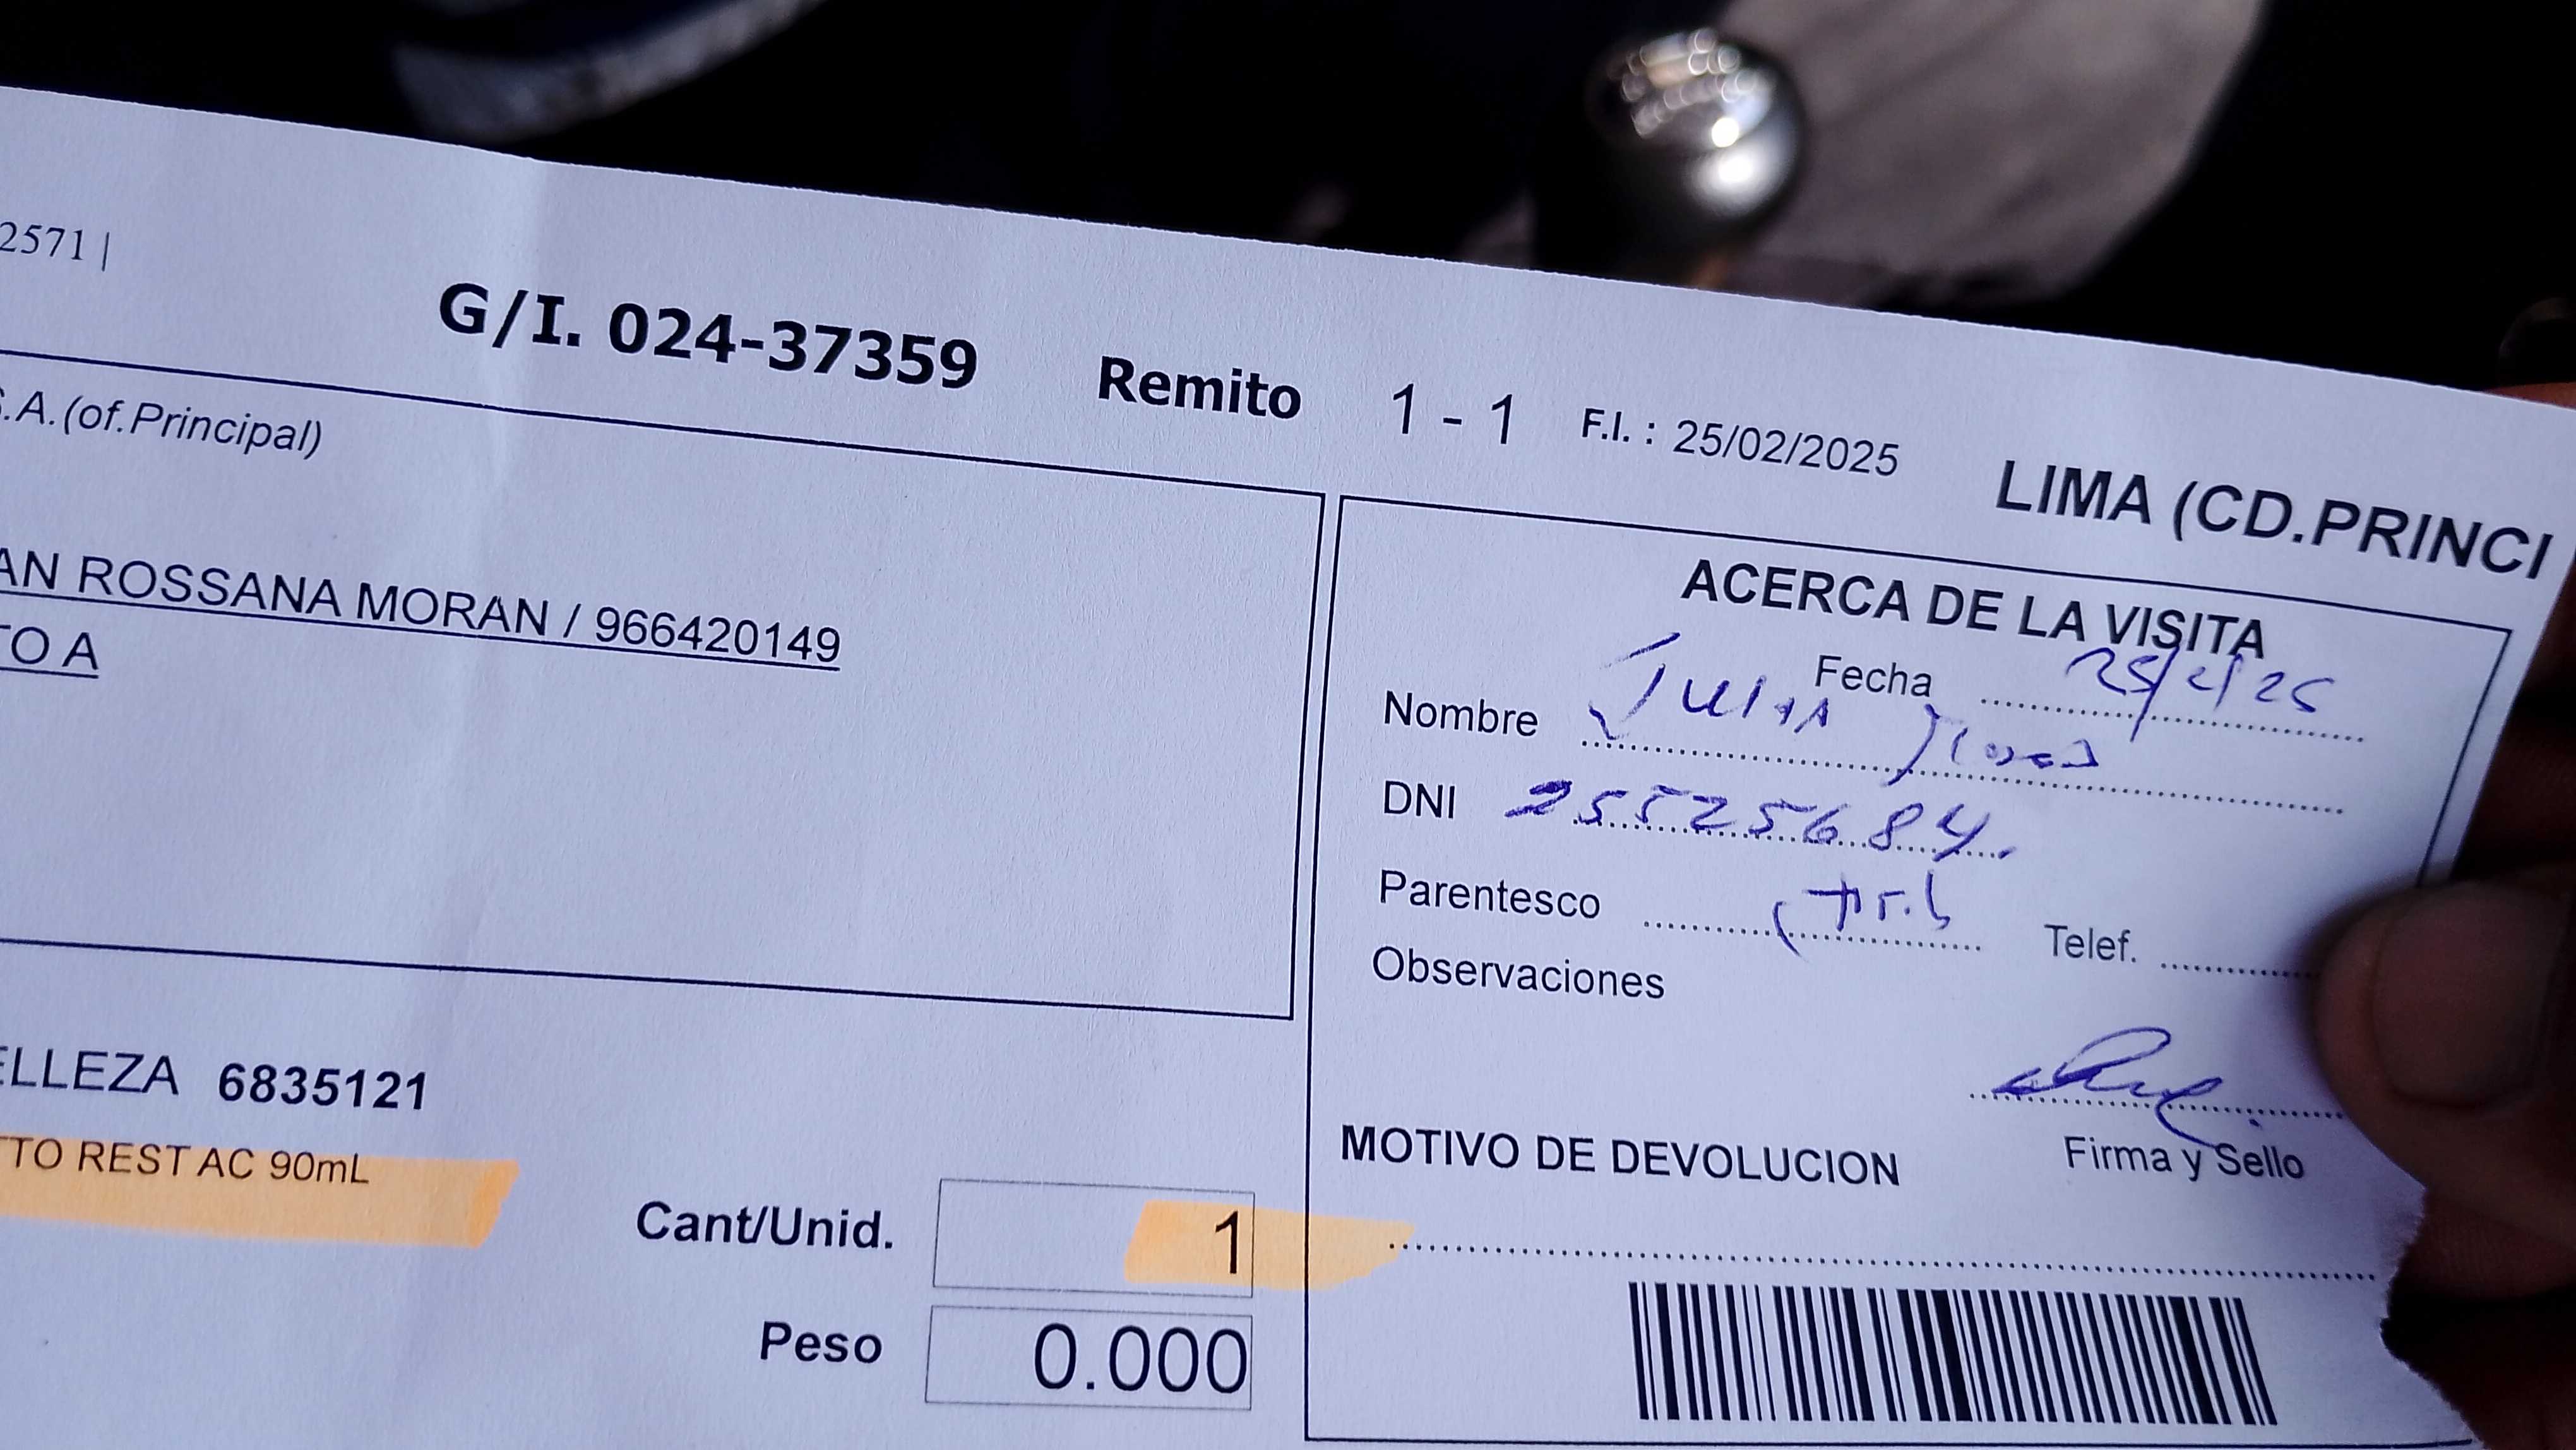 2571 |
G/I. 024-37359 Remito 1 - 1 F.I. : 25/02/2025 LIMA (CD.PRINCI
S.A.(of.Principal)
AN ROSSANA MORAN / 966420149
TO A
ACERCA DE LA VISITA
Fecha 25/2/25
Nombre Julia
DNI 25525684
Parentesco
Telef.
Observaciones
Firma y Sello
ELLEZA 6835121
TTO REST AC 90mL
Cant/Unid. 1
Peso 0.000
MOTIVO DE DEVOLUCION